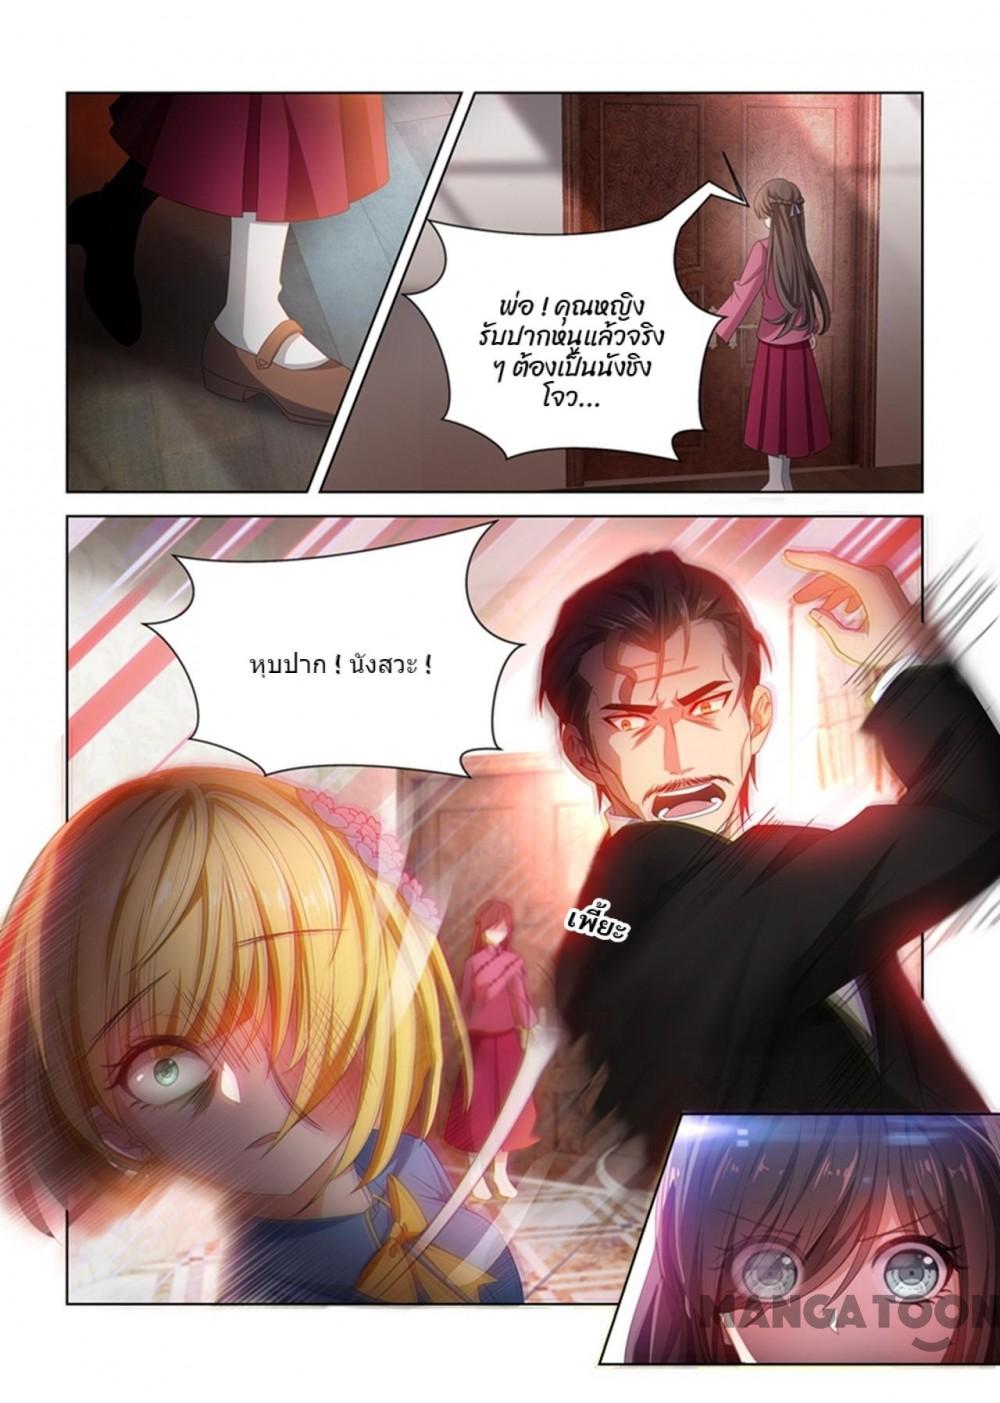 พ่อ ! คุณหญิง
รับปากหนูแล้วจริง
ๆ ต้องเป็นนังชิง
โจว...
หุบปาก ! นังสวะ !
เพี้ยะ
MANGATOON